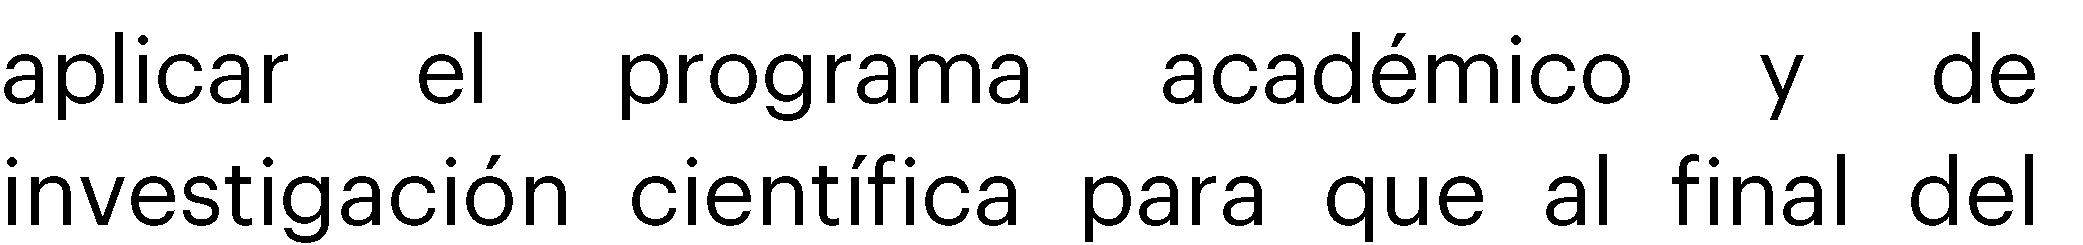 aplicar el programa académico y de
investigación científica para que al final del